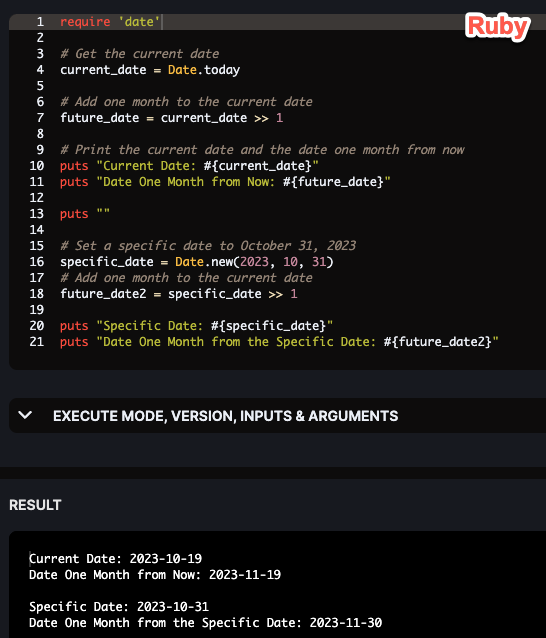 Ruby
1 require 'date'
2
3 # Get the current date
4 current_date = Date.today
5
6 # Add one month to the current date
7 future_date = current_date >> 1
8
9 # Print the current date and the date one month from now
10 puts "Current Date: #{current_date}"
11 puts "Date One Month from Now: #{future_date}"
12
13 puts ""
14
15 # Set a specific date to October 31, 2023
16 specific_date = Date.new(2023, 10, 31)
17 # Add one month to the current date
18 future_date2 = specific_date >> 1
19
20 puts "Specific Date: #{specific_date}"
21 puts "Date One Month from the Specific Date: #{future_date2}"
EXECUTE MODE, VERSION, INPUTS & ARGUMENTS
RESULT
Current Date: 2023-10-19
Date One Month from Now: 2023-11-19
Specific Date: 2023-10-31
Date One Month from the Specific Date: 2023-11-30